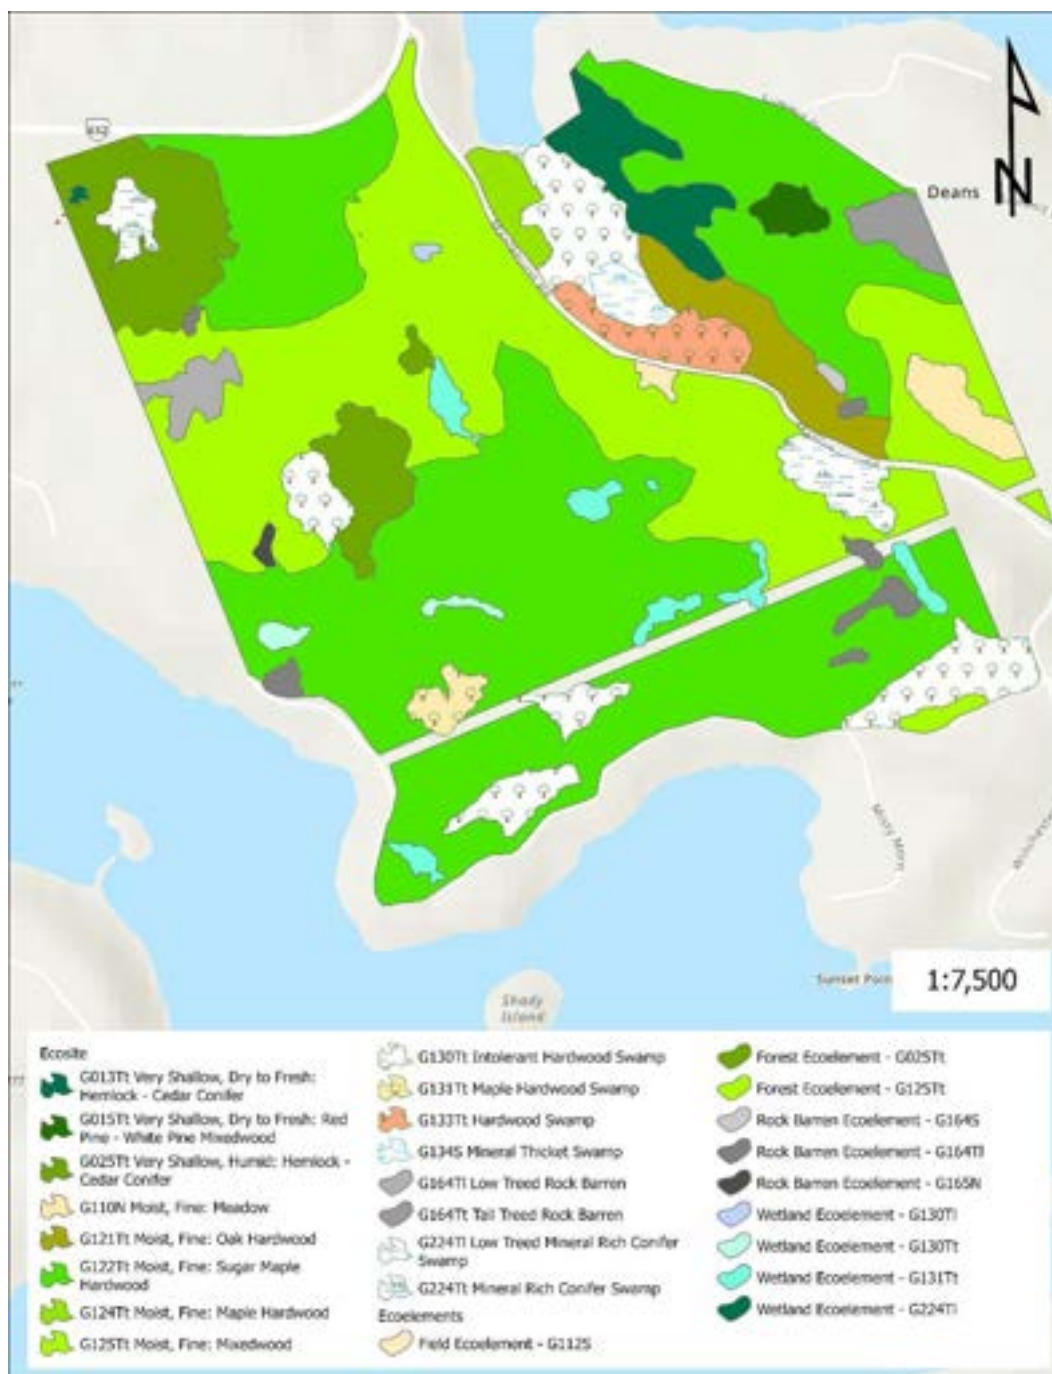 632
Deans
N
Misty Morn
Sunset Poin
1:7,500
Shady
Island
Ecosite
G013Tt Very Shallow, Dry to Fresh:
Hemlock - Cedar Conifer
G015Tt Very Shallow, Dry to Fresh: Red
Pine - White Pine Mixedwood
G025Tt Very Shallow, Humid: Hemlock -
Cedar Conifer
G110N Moist, Fine: Meadow
G121Tt Moist, Fine: Oak Hardwood
G122Tt Moist, Fine: Sugar Maple
Hardwood
G124Tt Moist, Fine: Maple Hardwood
G125Tt Moist, Fine: Mixedwood
G130Tt Intolerant Hardwood Swamp
G131Tt Maple Hardwood Swamp
G133Tt Hardwood Swamp
G134S Mineral Thicket Swamp
G164Tl Low Treed Rock Barren
G164Tt Tall Treed Rock Barren
G224Tl Low Treed Mineral Rich Conifer
Swamp
G224Tt Mineral Rich Conifer Swamp
Ecoelements
Field Ecoelement - G112S
Forest Ecoelement - G025Tt
Forest Ecoelement - G125Tt
Rock Barren Ecoelement - G164S
Rock Barren Ecoelement - G164Tl
Rock Barren Ecoelement - G165N
Wetland Ecoelement - G130Tl
Wetland Ecoelement - G130Tt
Wetland Ecoelement - G131Tt
Wetland Ecoelement - G224Tl